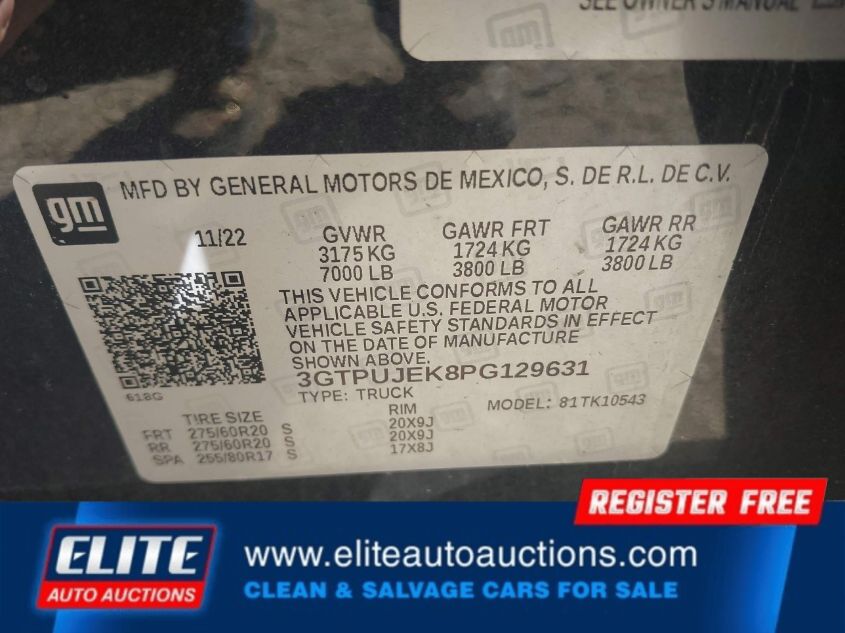 SEE OWNER'S MANUAL
gm
MFD BY GENERAL MOTORS DE MEXICO, S. DE R.L. DE C.V.
11/22
GVWR GAWR FRT GAWR RR
3175 KG 1724 KG 1724 KG
7000 LB 3800 LB 3800 LB
THIS VEHICLE CONFORMS TO ALL
APPLICABLE U.S. FEDERAL MOTOR
VEHICLE SAFETY STANDARDS IN EFFECT
ON THE DATE OF MANUFACTURE
SHOWN ABOVE.
3GTPUJEK8PG129631
618G
TYPE: TRUCK MODEL: 81TK10543
TIRE SIZE RIM
FRT 275/60R20 S 20X9J
RR 275/60R20 S 20X9J
SPA 255/80R17 S 17X8J
REGISTER FREE
ELITE
AUTO AUCTIONS
www.eliteautoauctions.com
CLEAN & SALVAGE CARS FOR SALE